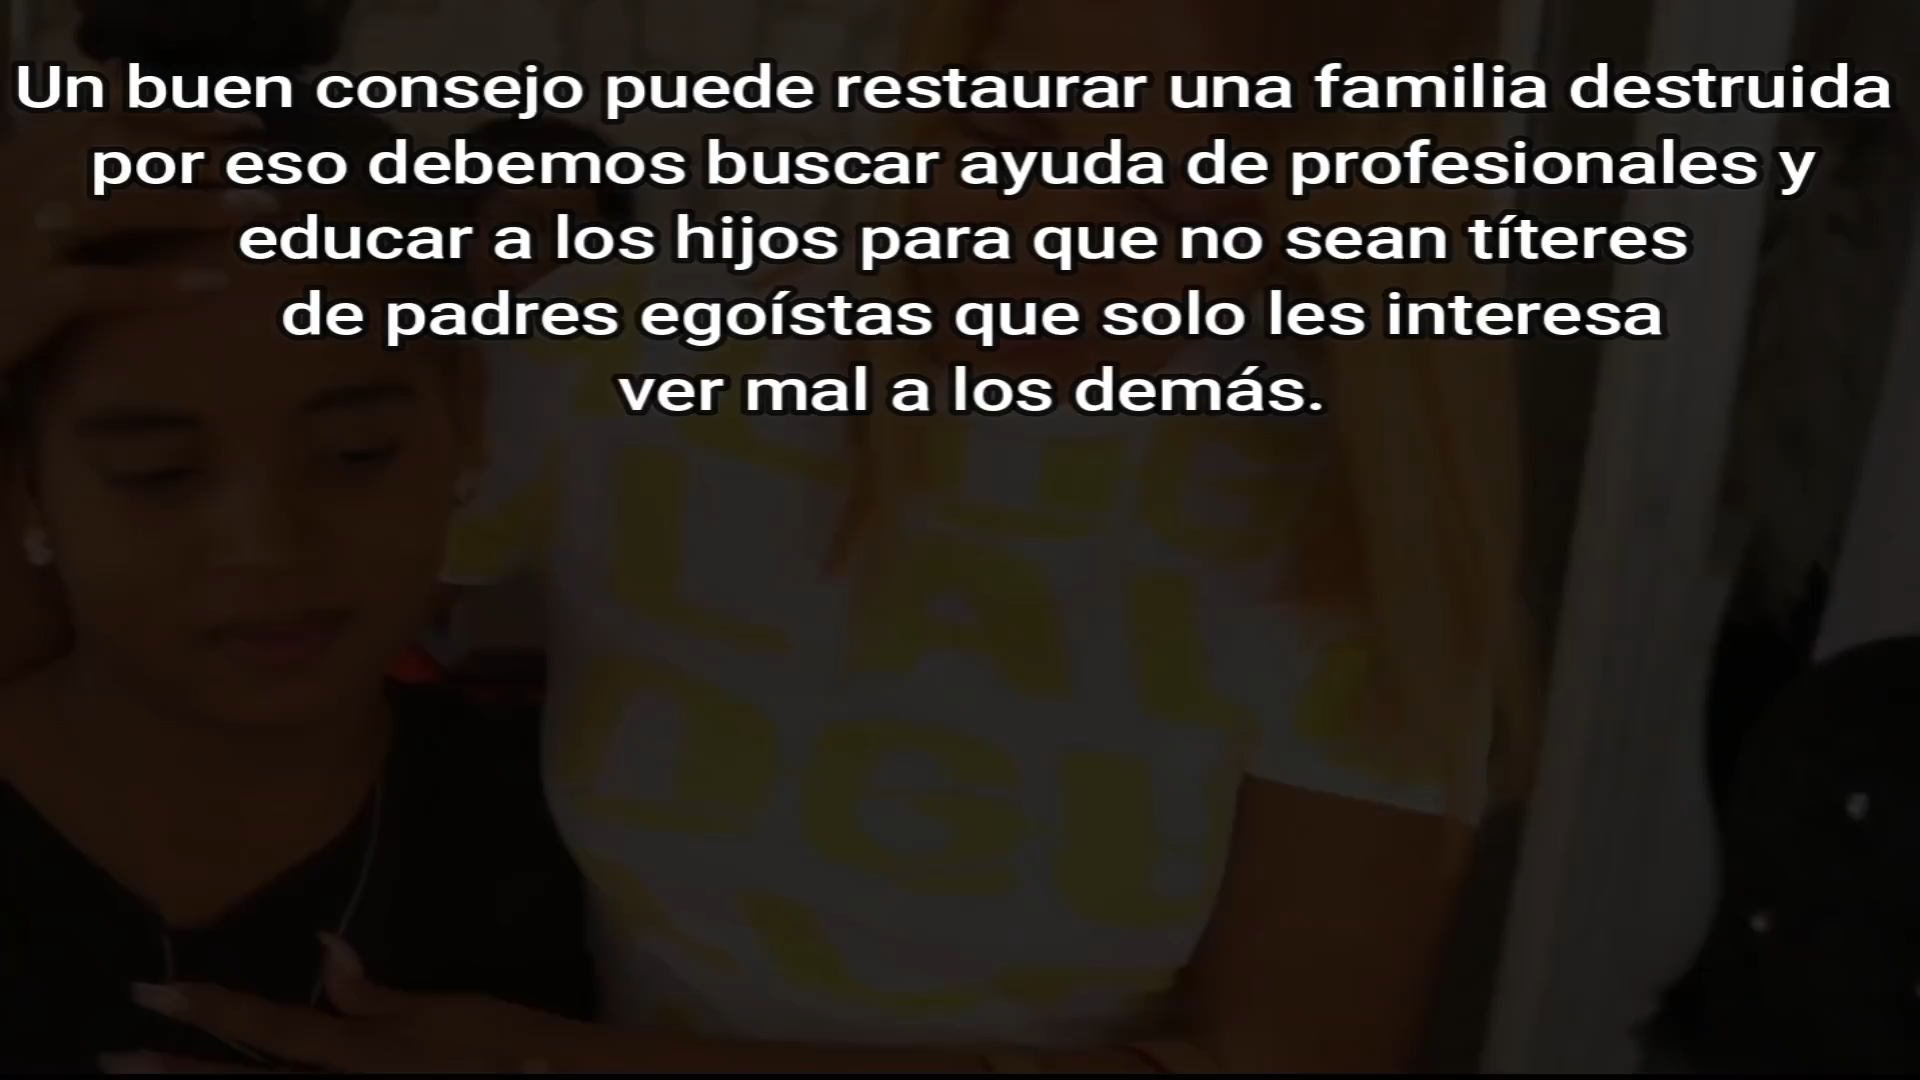 Un buen consejo puede restaurar una familia destruida
por eso debemos buscar ayuda de profesionales y
educar a los hijos para que no sean títeres
de padres egoístas que solo les interesa
ver mal a los demás.